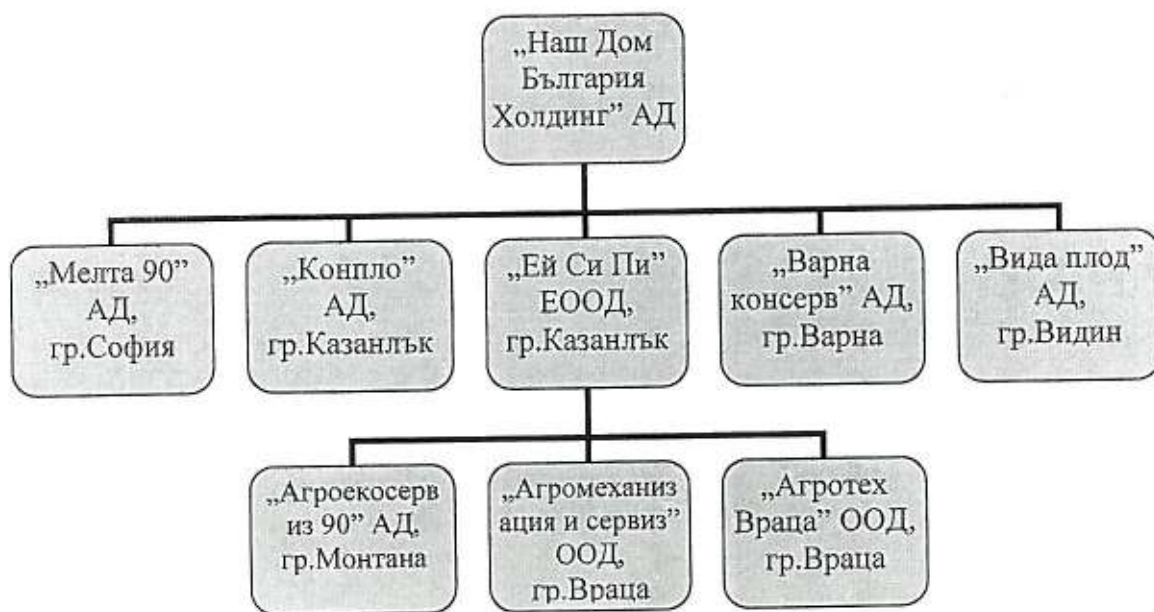 „Наш Дом
България
Холдинг” АД
„Мелта 90”
АД,
гр.София
„Конпло”
АД,
гр.Казанлък
„Ей Си Пи”
ЕООД,
гр.Казанлък
„Варна
консерв” АД,
гр.Варна
„Вида плод”
АД,
гр.Видин
„Агроекосерв
из 90” АД,
гр.Монтана
„Агромеханиз
ация и сервиз”
ООД,
гр.Враца
„Агротех
Враца” ООД,
гр.Враца